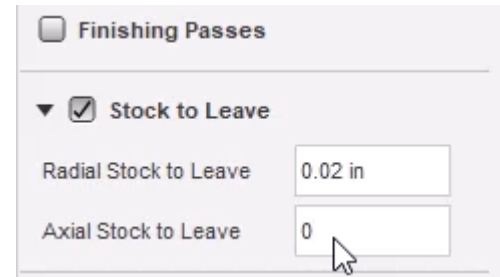 Finishing Passes
Stock to Leave
Radial Stock to Leave 0.02 in
Axial Stock to Leave 0